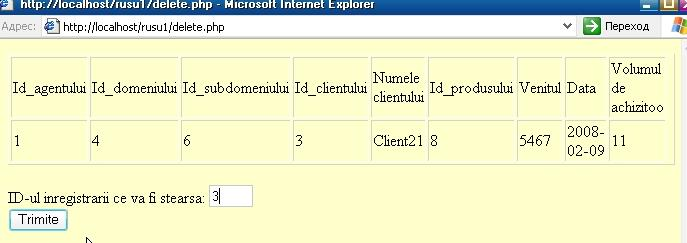 http://localhost/rusu1/delete.php - Microsoft Internet Explorer
Адрес: http://localhost/rusu1/delete.php Переход
Id_agentului Id_domeniului Id_subdomeniului Id_clientului Numele clientului Id_produsului Venitul Data Volumul de achizitoo
1 4 6 3 Client21 8 5467 2008-02-09 11
ID-ul inregistrarii ce va fi stearsa: 3
Trimite